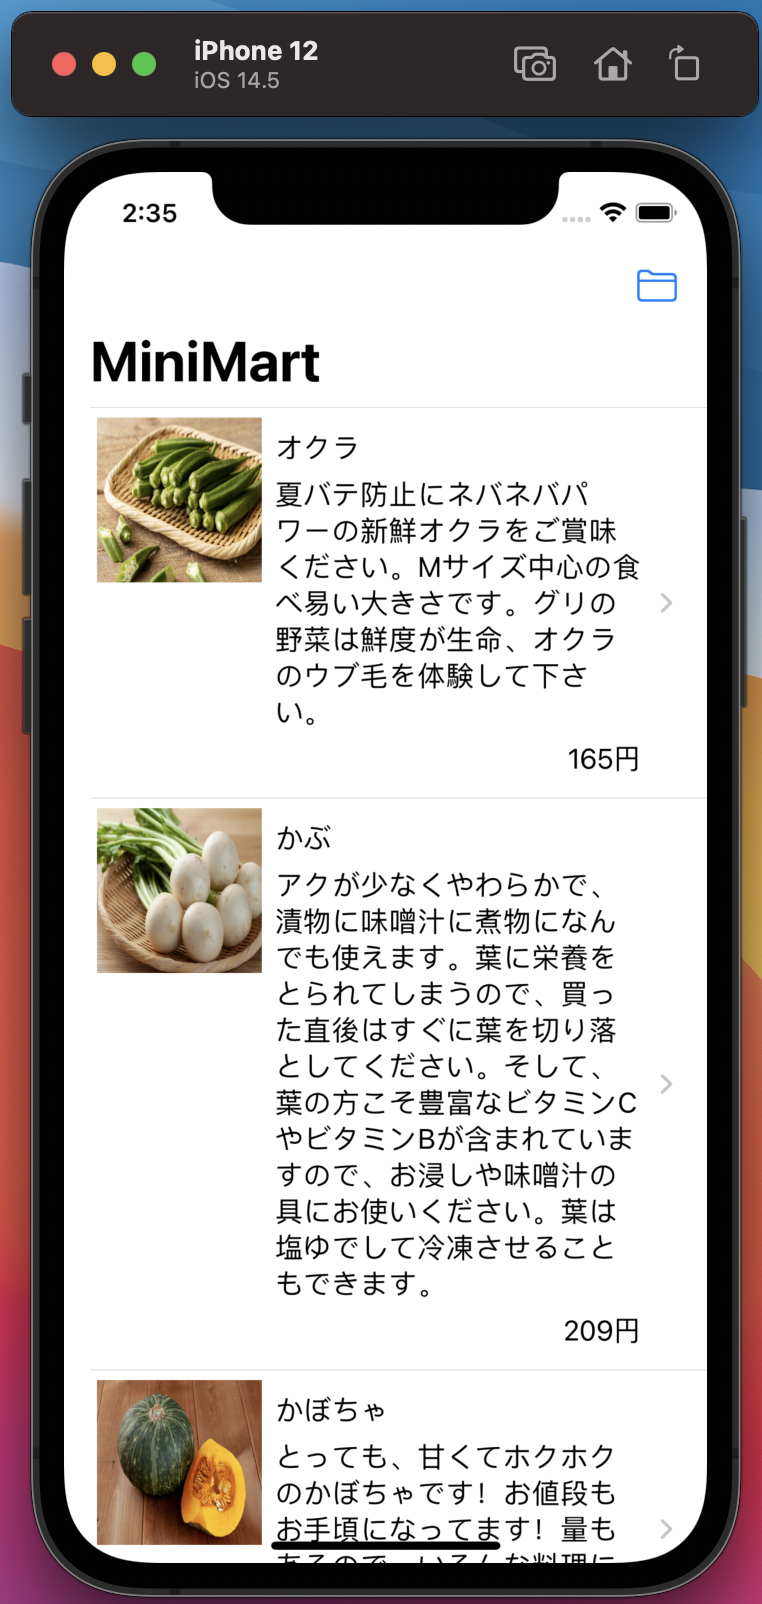 iPhone 12
iOS 14.5
2:35
MiniMart
オクラ
夏バテ防止にネバネバパ
ワーの新鮮オクラをご賞味
ください。Mサイズ中心の食
べ易い大きさです。グリの
野菜は鮮度が生命、オクラ
のウブ毛を体験して下さ
い。
165円
かぶ
アクが少なくやわらかで、
漬物に味噌汁に煮物になん
でも使えます。葉に栄養を
とられてしまうので、買っ
た直後はすぐに葉を切り落
としてください。そして、
葉の方こそ豊富なビタミンC
やビタミンBが含まれていま
すので、お浸しや味噌汁の
具にお使いください。葉は
塩ゆでして冷凍させること
もできます。
209円
かぼちゃ
とっても、甘くてホクホク
のかぼちゃです！お値段も
お手頃になってます！量も
あるので、いろんな料理に